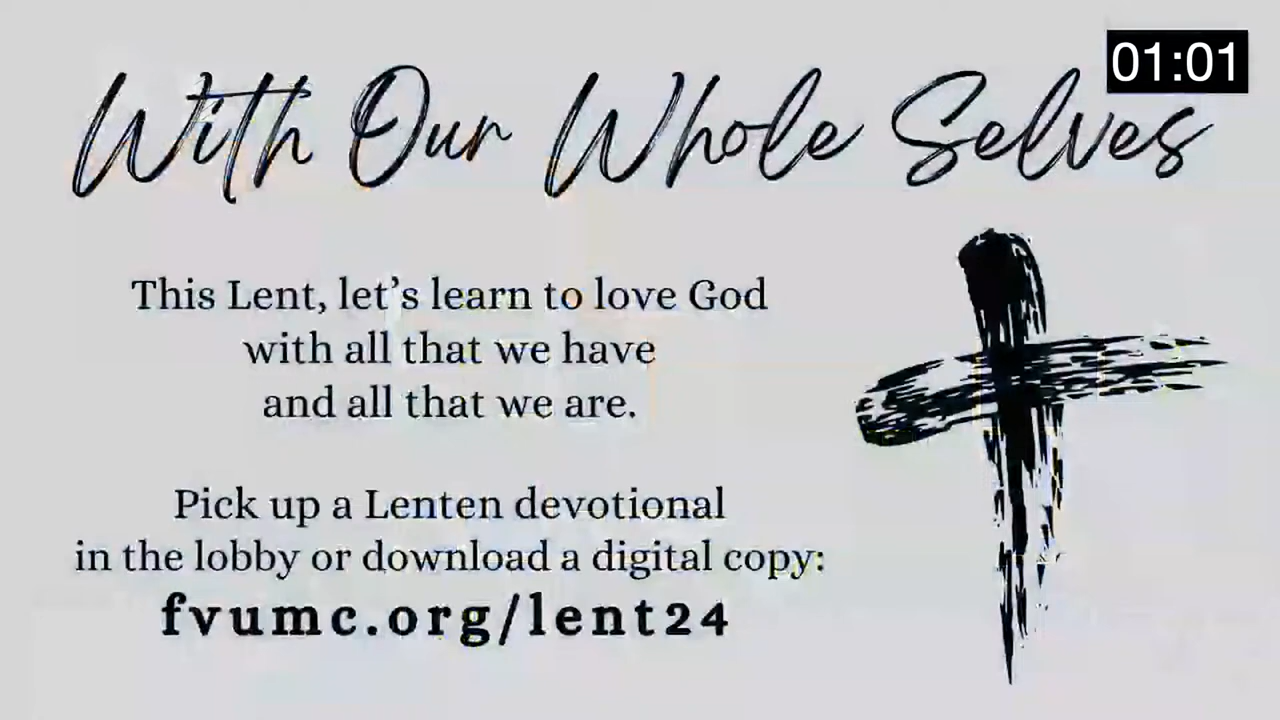 01:01
With Our Whole Selves
This Lent, let's learn to love God
with all that we have
and all that we are.
Pick up a Lenten devotional
in the lobby or download a digital copy:
fvumc.org/lent24